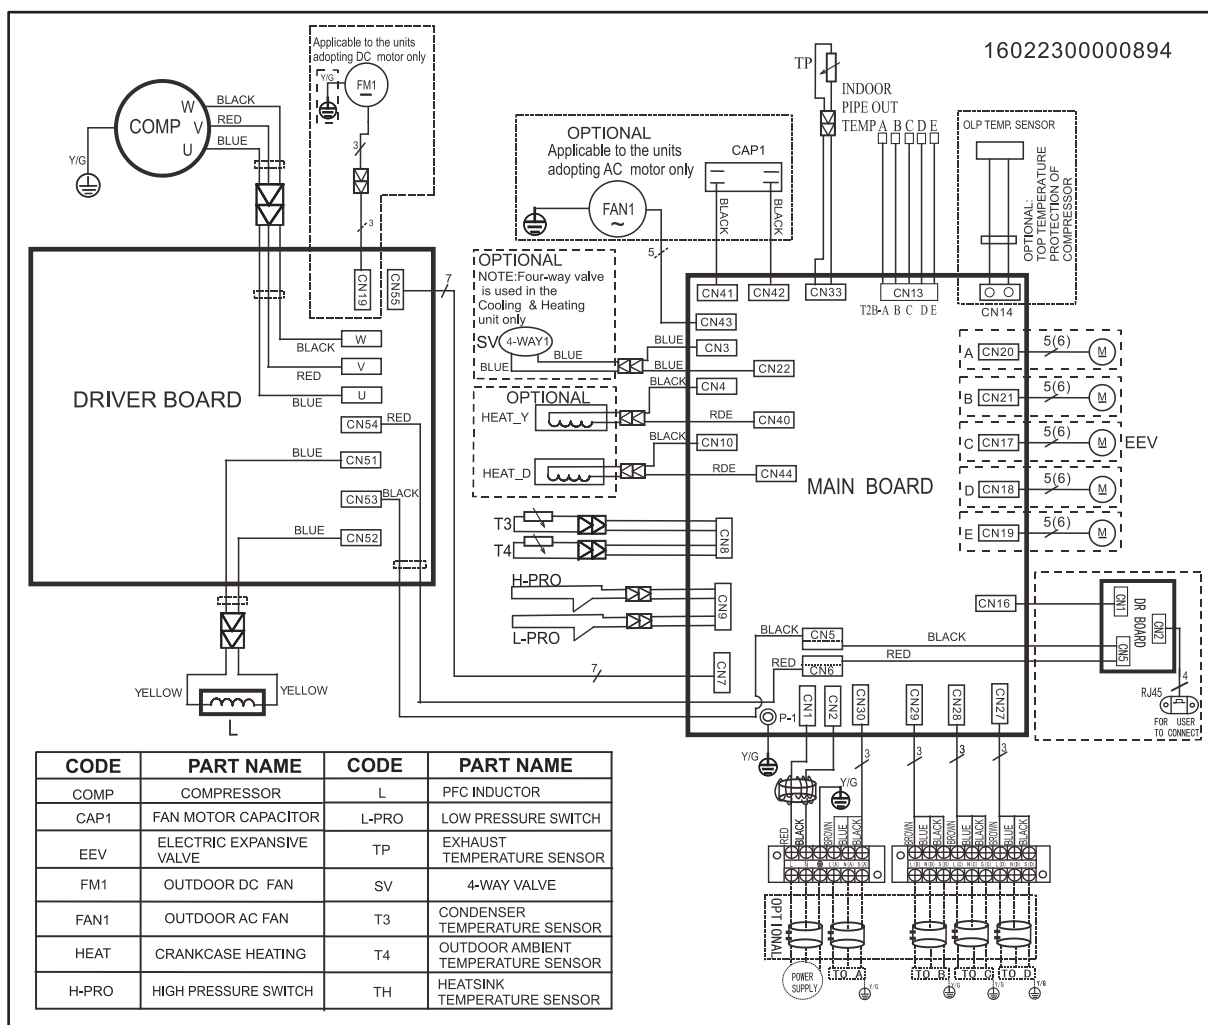 16022300000894
Applicable to the units
adopting DC motor only
Y/G
FM1
3
3
COMP
W
V
U
BLACK
RED
BLUE
Y/G
OPTIONAL
Applicable to the units
adopting AC motor only
FAN1
CAP1
BLACK
BLACK
5
TP
INDOOR
PIPE OUT
TEMP A B C D E
OLP TEMP. SENSOR
OPTIONAL:
TOP TEMPERATURE
PROTECTION OF
COMPRESSOR
CN19
CN55
7
OPTIONAL
NOTE:Four-way valve
is used in the
Cooling & Heating
unit only
SV
4-WAY1
BLUE
BLUE
BLUE
BLUE
CN41
CN42
CN33
CN13
T2B-A B C D E
CN14
CN43
CN3
CN22
CN4
BLACK
OPTIONAL
HEAT_Y
RDE
CN40
CN10
BLACK
HEAT_D
RDE
CN44
DRIVER BOARD
BLACK
W
RED
V
BLUE
U
RED
CN54
BLUE
CN51
CN53
BLACK
BLUE
CN52
MAIN BOARD
A CN20 5(6) M
B CN21 5(6) M
C CN17 5(6) M
EEV
D CN18 5(6) M
E CN19 5(6) M
T3
T4
CN8
H-PRO
L-PRO
CN9
CN7
7
CN16
CN1
DR BOARD
CN2
CN5
4
RJ45
FOR USER
TO CONNECT
BLACK
CN5
BLACK
RED
CN6
RED
YELLOW
YELLOW
L
P-1
CN1
CN2
CN30
CN29
CN28
CN27
Y/G
3
3
3
3
Y/G
RED
BLACK
BROWN
BLUE
BLACK
BROWN
BLUE
BLACK
BROWN
BLUE
BLACK
BROWN
BLUE
BLACK
L N L(A) N(A) S(A)
L(B) N(B) S(B) L(C) N(C) S(C) L(D) N(D) S(D)
OPTIONAL
POWER
SUPPLY
TO A
TO B
TO C
TO D
Y/G
Y/G
Y/G
Y/G
CODE PART NAME CODE PART NAME
COMP COMPRESSOR L PFC INDUCTOR
CAP1 FAN MOTOR CAPACITOR L-PRO LOW PRESSURE SWITCH
EEV ELECTRIC EXPANSIVE VALVE TP EXHAUST TEMPERATURE SENSOR
FM1 OUTDOOR DC FAN SV 4-WAY VALVE
FAN1 OUTDOOR AC FAN T3 CONDENSER TEMPERATURE SENSOR
HEAT CRANKCASE HEATING T4 OUTDOOR AMBIENT TEMPERATURE SENSOR
H-PRO HIGH PRESSURE SWITCH TH HEATSINK TEMPERATURE SENSOR